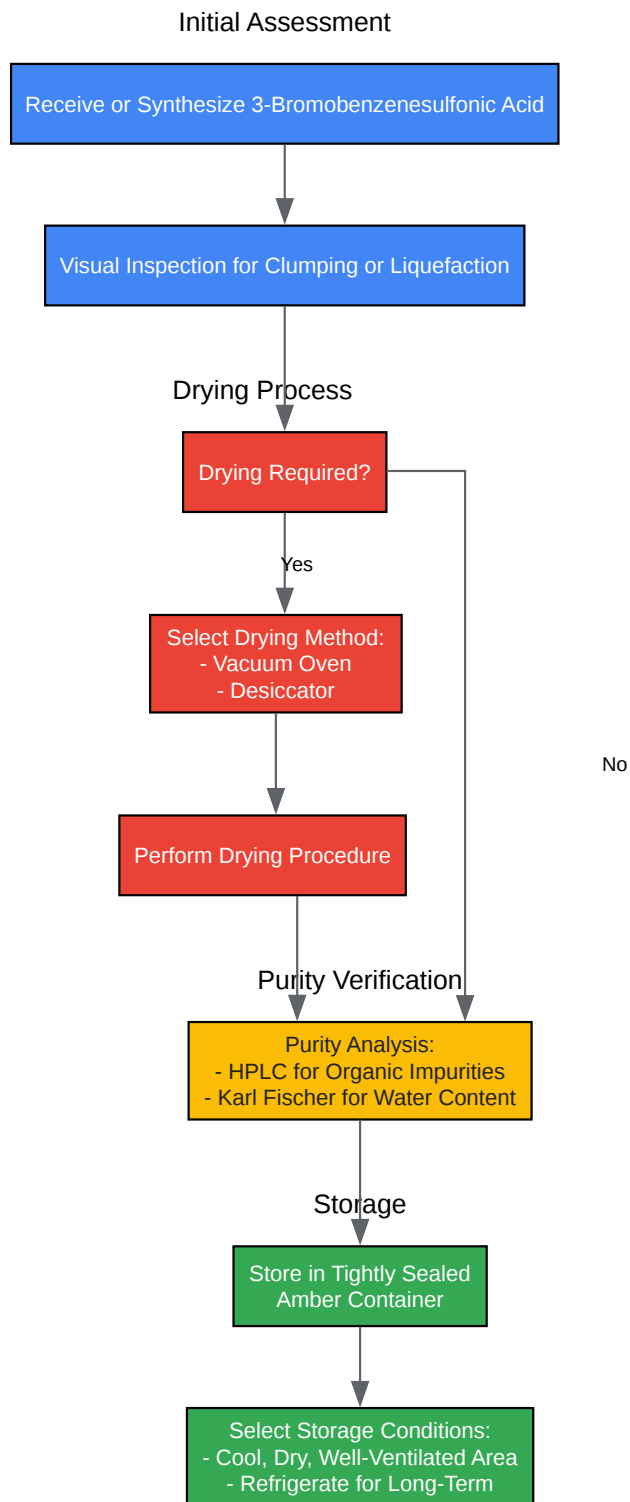 Initial Assessment
Receive or Synthesize 3-Bromobenzenesulfonic Acid
Visual Inspection for Clumping or Liquefaction
Drying Process
Drying Required?
Yes
Select Drying Method:
- Vacuum Oven
- Desiccator
No
Perform Drying Procedure
Purity Verification
Purity Analysis:
- HPLC for Organic Impurities
- Karl Fischer for Water Content
Storage
Store in Tightly Sealed
Amber Container
Select Storage Conditions:
- Cool, Dry, Well-Ventilated Area
- Refrigerate for Long-Term